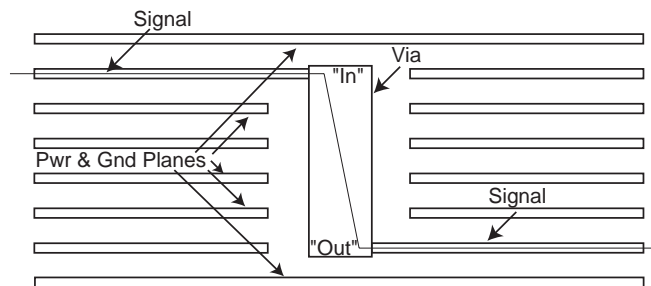 Signal
"In"
Via
Pwr & Gnd Planes
Signal
"Out"